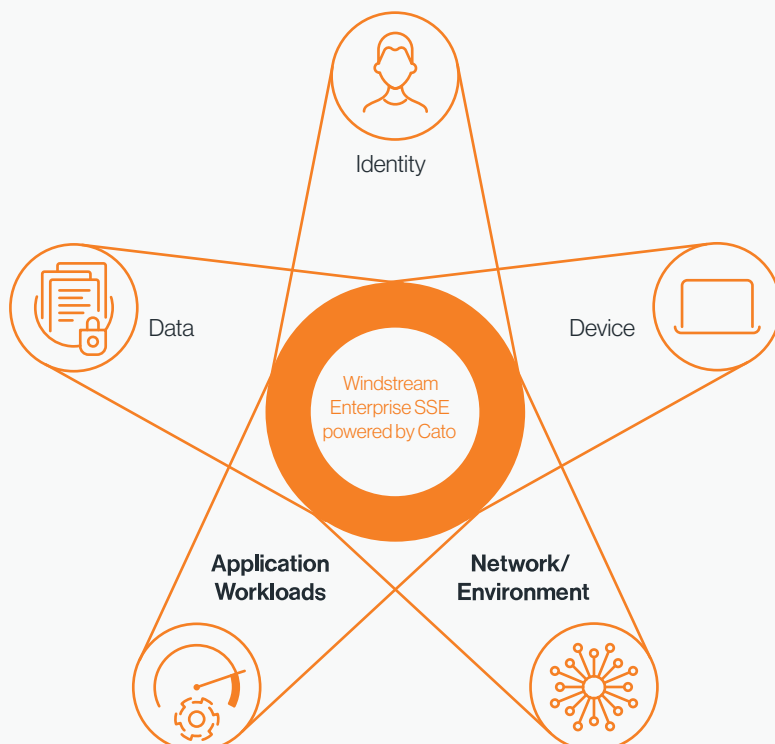 Identity
Data
Device
Windstream
Enterprise SSE
powered by Cato
Application
Workloads
Network/
Environment